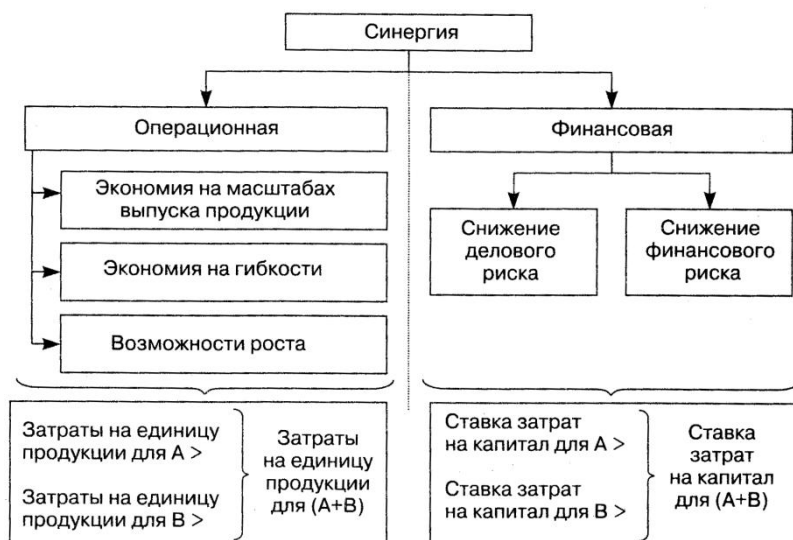 Синергия
Операционная
Экономия на масштабах
выпуска продукции
Экономия на гибкости
Возможности роста
Финансовая
Снижение
делового
риска
Снижение
финансового
риска
Затраты на единицу
продукции для А >
Затраты на единицу
продукции для В >
Затраты
на единицу
продукции
для (А+В)
Ставка затрат
на капитал для А >
Ставка затрат
на капитал для В >
Ставка
затрат
на капитал
для (А+В)